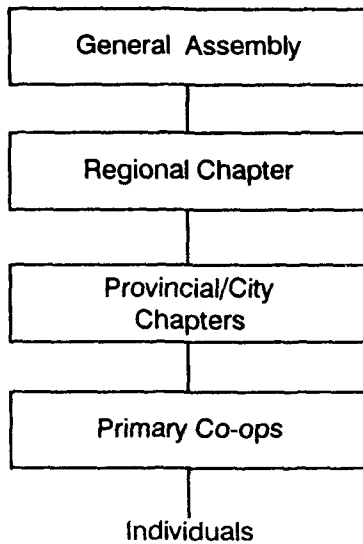 General Assembly
Regional Chapter
Provincial/City
Chapters
Primary Co-ops
Individuals